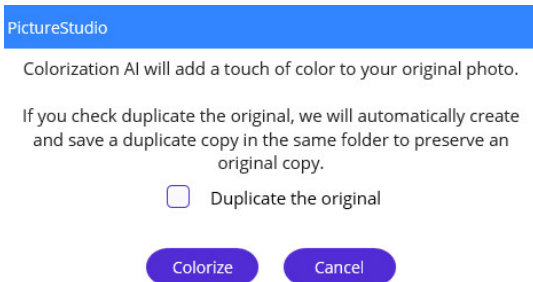 PictureStudio
Colorization AI will add a touch of color to your original photo.
If you check duplicate the original, we will automatically create
and save a duplicate copy in the same folder to preserve an
original copy.
Duplicate the original
Colorize Cancel